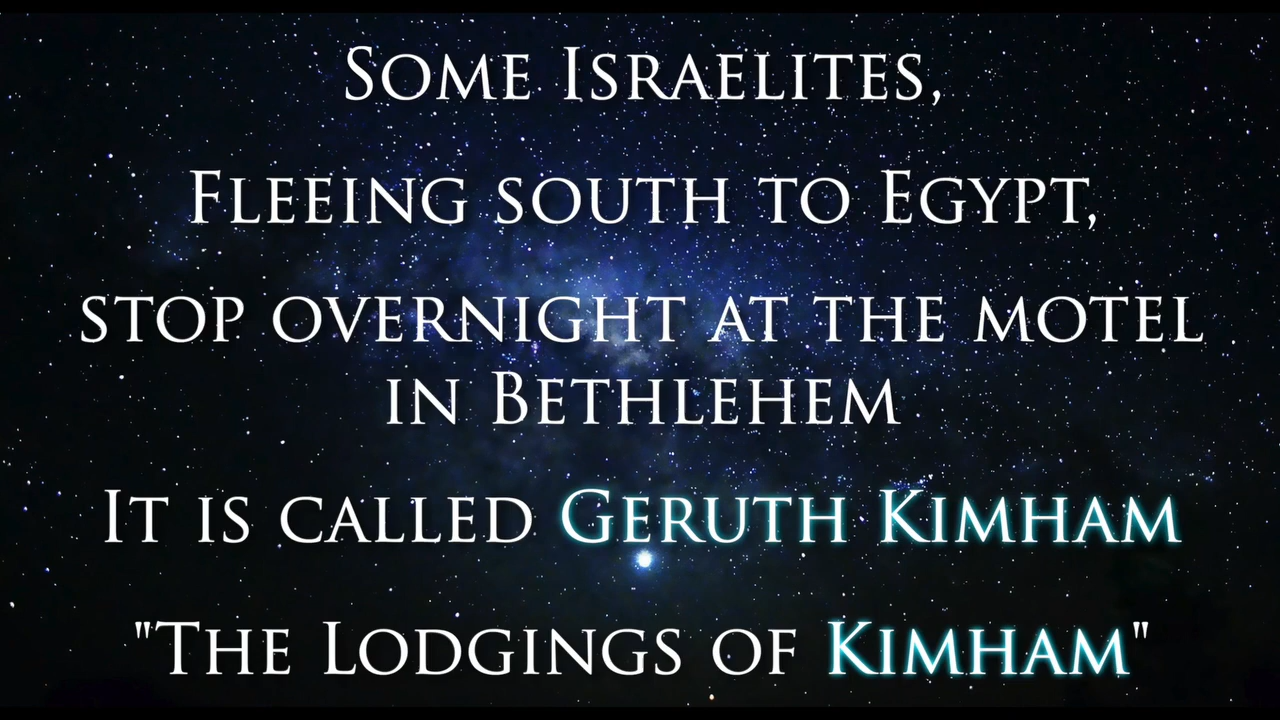 Some Israelites,
Fleeing south to Egypt,
stop overnight at the motel
in Bethlehem
It is called Geruth Kimham
"The Lodgings of Kimham"